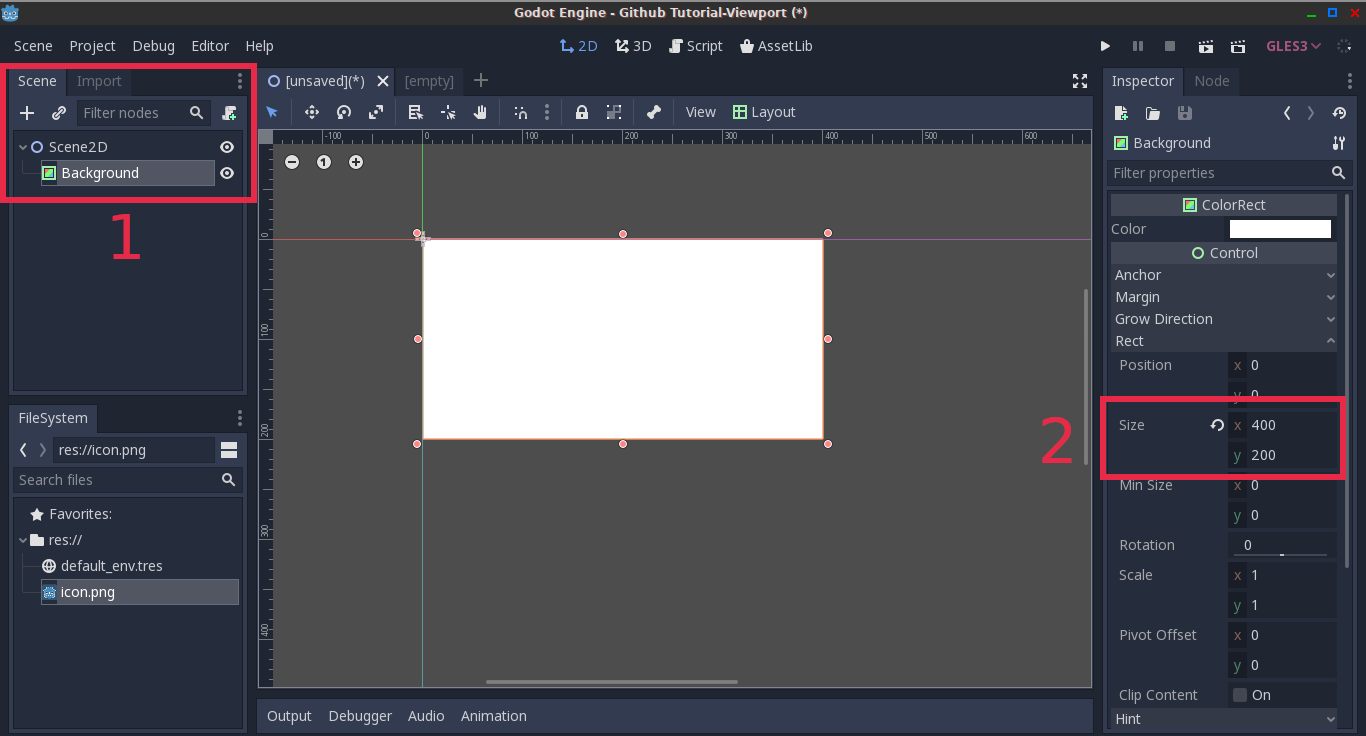 Godot Engine - Github Tutorial-Viewport (*)
Scene Project Debug Editor Help
2D 3D Script AssetLib
GLES3
Scene Import
Filter nodes
Scene2D
Background
1
FileSystem
res://icon.png
Search files
Favorites:
res://
default_env.tres
icon.png
[unsaved](*) [empty]
View Layout
-100 0 100 200 300 400 500 600
1
0
100
200
300
400
2
Output Debugger Audio Animation
Inspector Node
Background
Filter properties
ColorRect
Color
Control
Anchor
Margin
Grow Direction
Rect
Position x 0
y 0
Size x 400
y 200
Min Size x 0
y 0
Rotation 0
Scale x 1
y 1
Pivot Offset x 0
y 0
Clip Content On
Hint